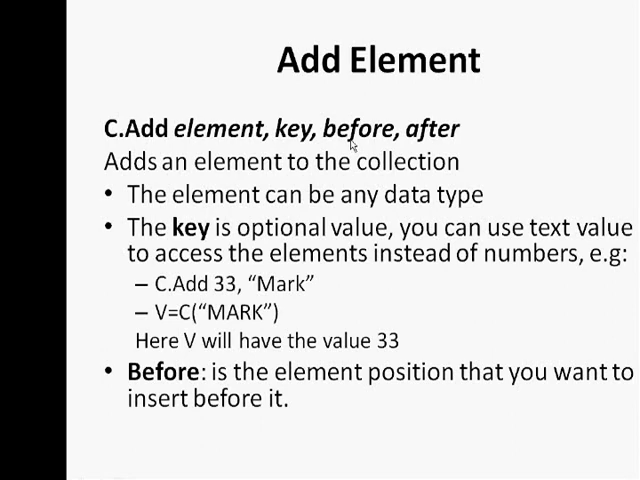 Add Element
C.Add element, key, before, after
Adds an element to the collection
• The element can be any data type
• The key is optional value, you can use text value
to access the elements instead of numbers, e.g:
– C.Add 33, “Mark”
– V=C(“MARK”)
Here V will have the value 33
• Before: is the element position that you want to
insert before it.